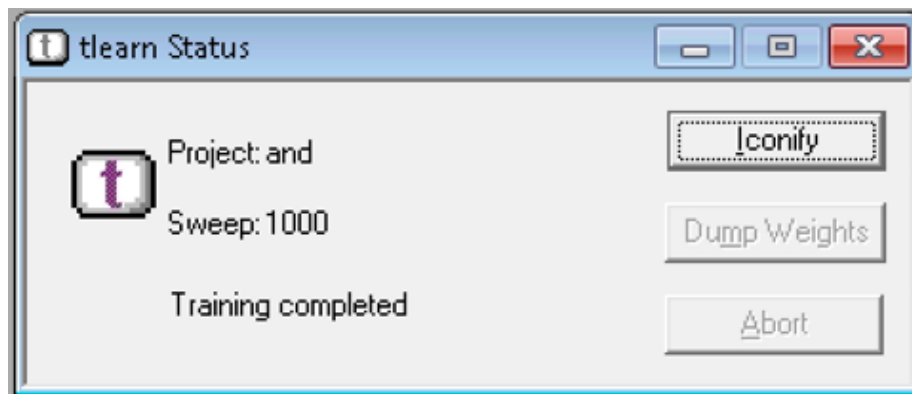 t tlearn Status
t
Project: and
Sweep: 1000
Training completed
Iconify
Dump Weights
Abort